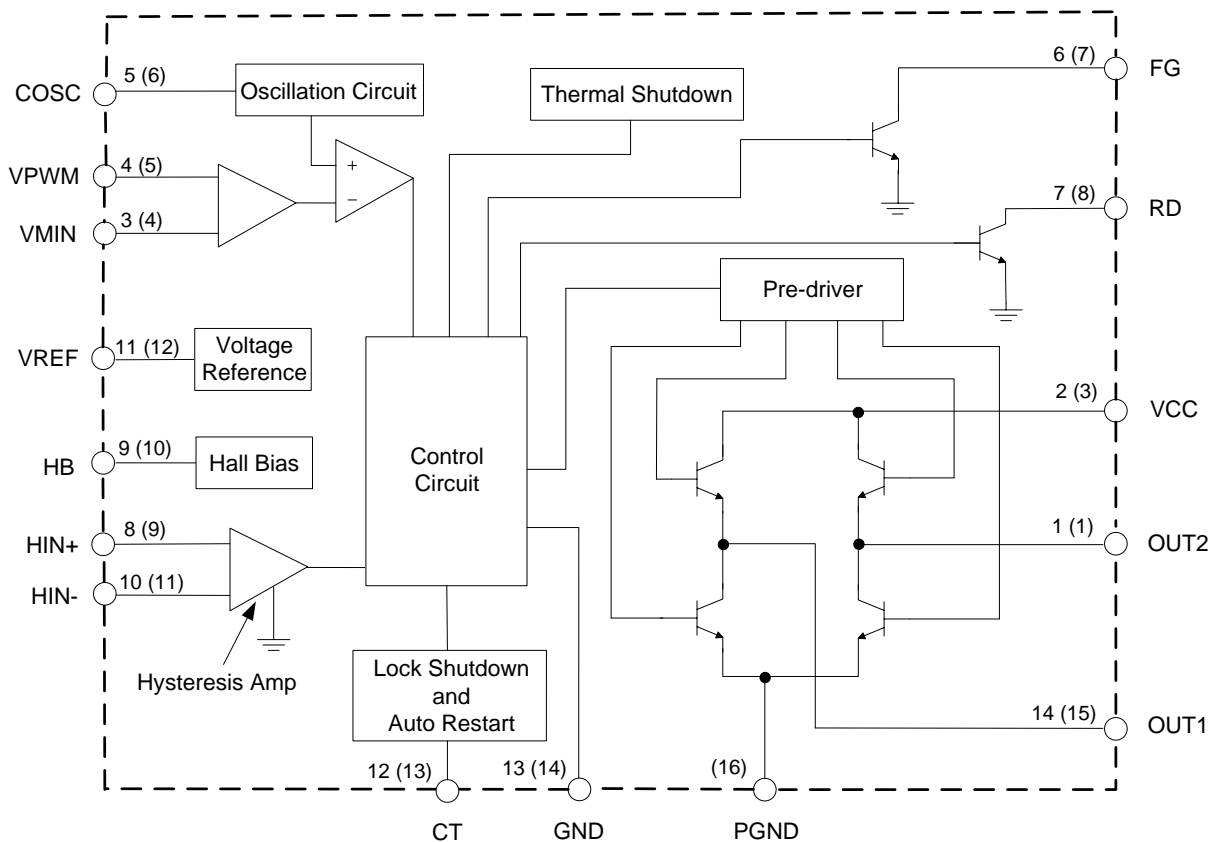 6 (7)
FG
5 (6)
COSC
Oscillation Circuit
Thermal Shutdown
VPWM
4 (5)
+
−
3 (4)
VMIN
7 (8)
RD
Pre-driver
VREF
11 (12)
Voltage
Reference
2 (3)
VCC
9 (10)
HB
Hall Bias
Control
Circuit
8 (9)
HIN+
10 (11)
HIN-
1 (1)
OUT2
Hysteresis Amp
Lock Shutdown
and
Auto Restart
14 (15)
OUT1
12 (13)
13 (14)
(16)
CT
GND
PGND